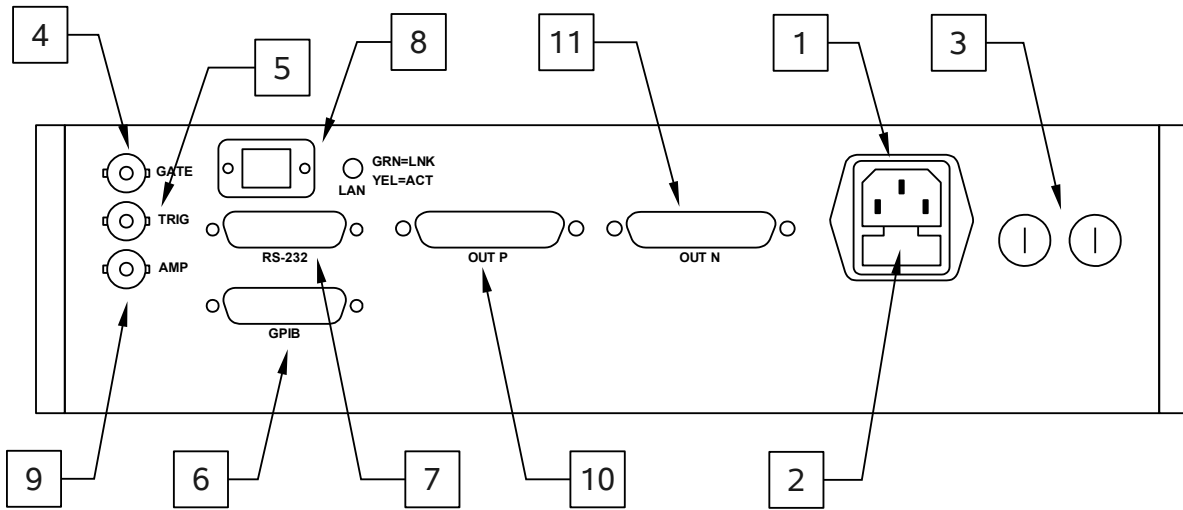 4
5
8
11
1
3
GATE
GRN=LNK
LAN
YEL=ACT
TRIG
RS-232
OUT P
OUT N
AMP
GPIB
9
6
7
10
2